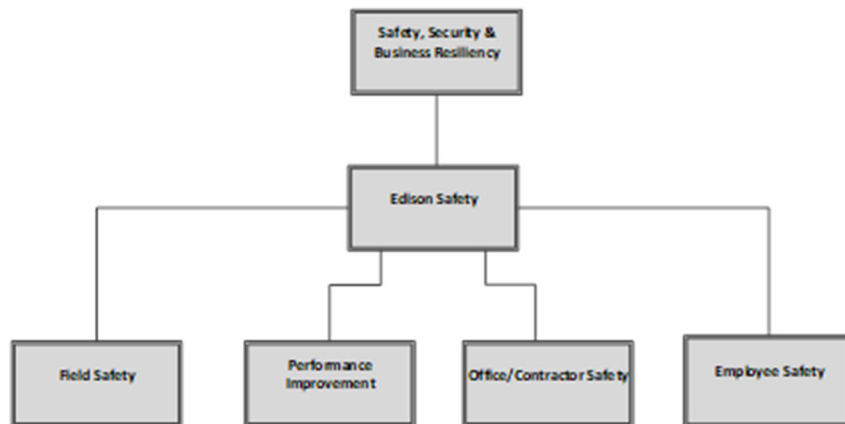 Safety, Security &
Business Resiliency
Edison Safety
Field Safety
Performance
Improvement
Office/Contractor Safety
Employee Safety